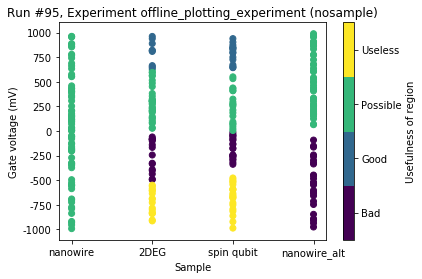 Run #95, Experiment offline_plotting_experiment (nosample)
1000
750
500
250
0
-250
-500
-750
-1000
Gate voltage (mV)
nanowire
2DEG
spin qubit
nanowire_alt
Sample
Useless
Possible
Good
Bad
Usefulness of region